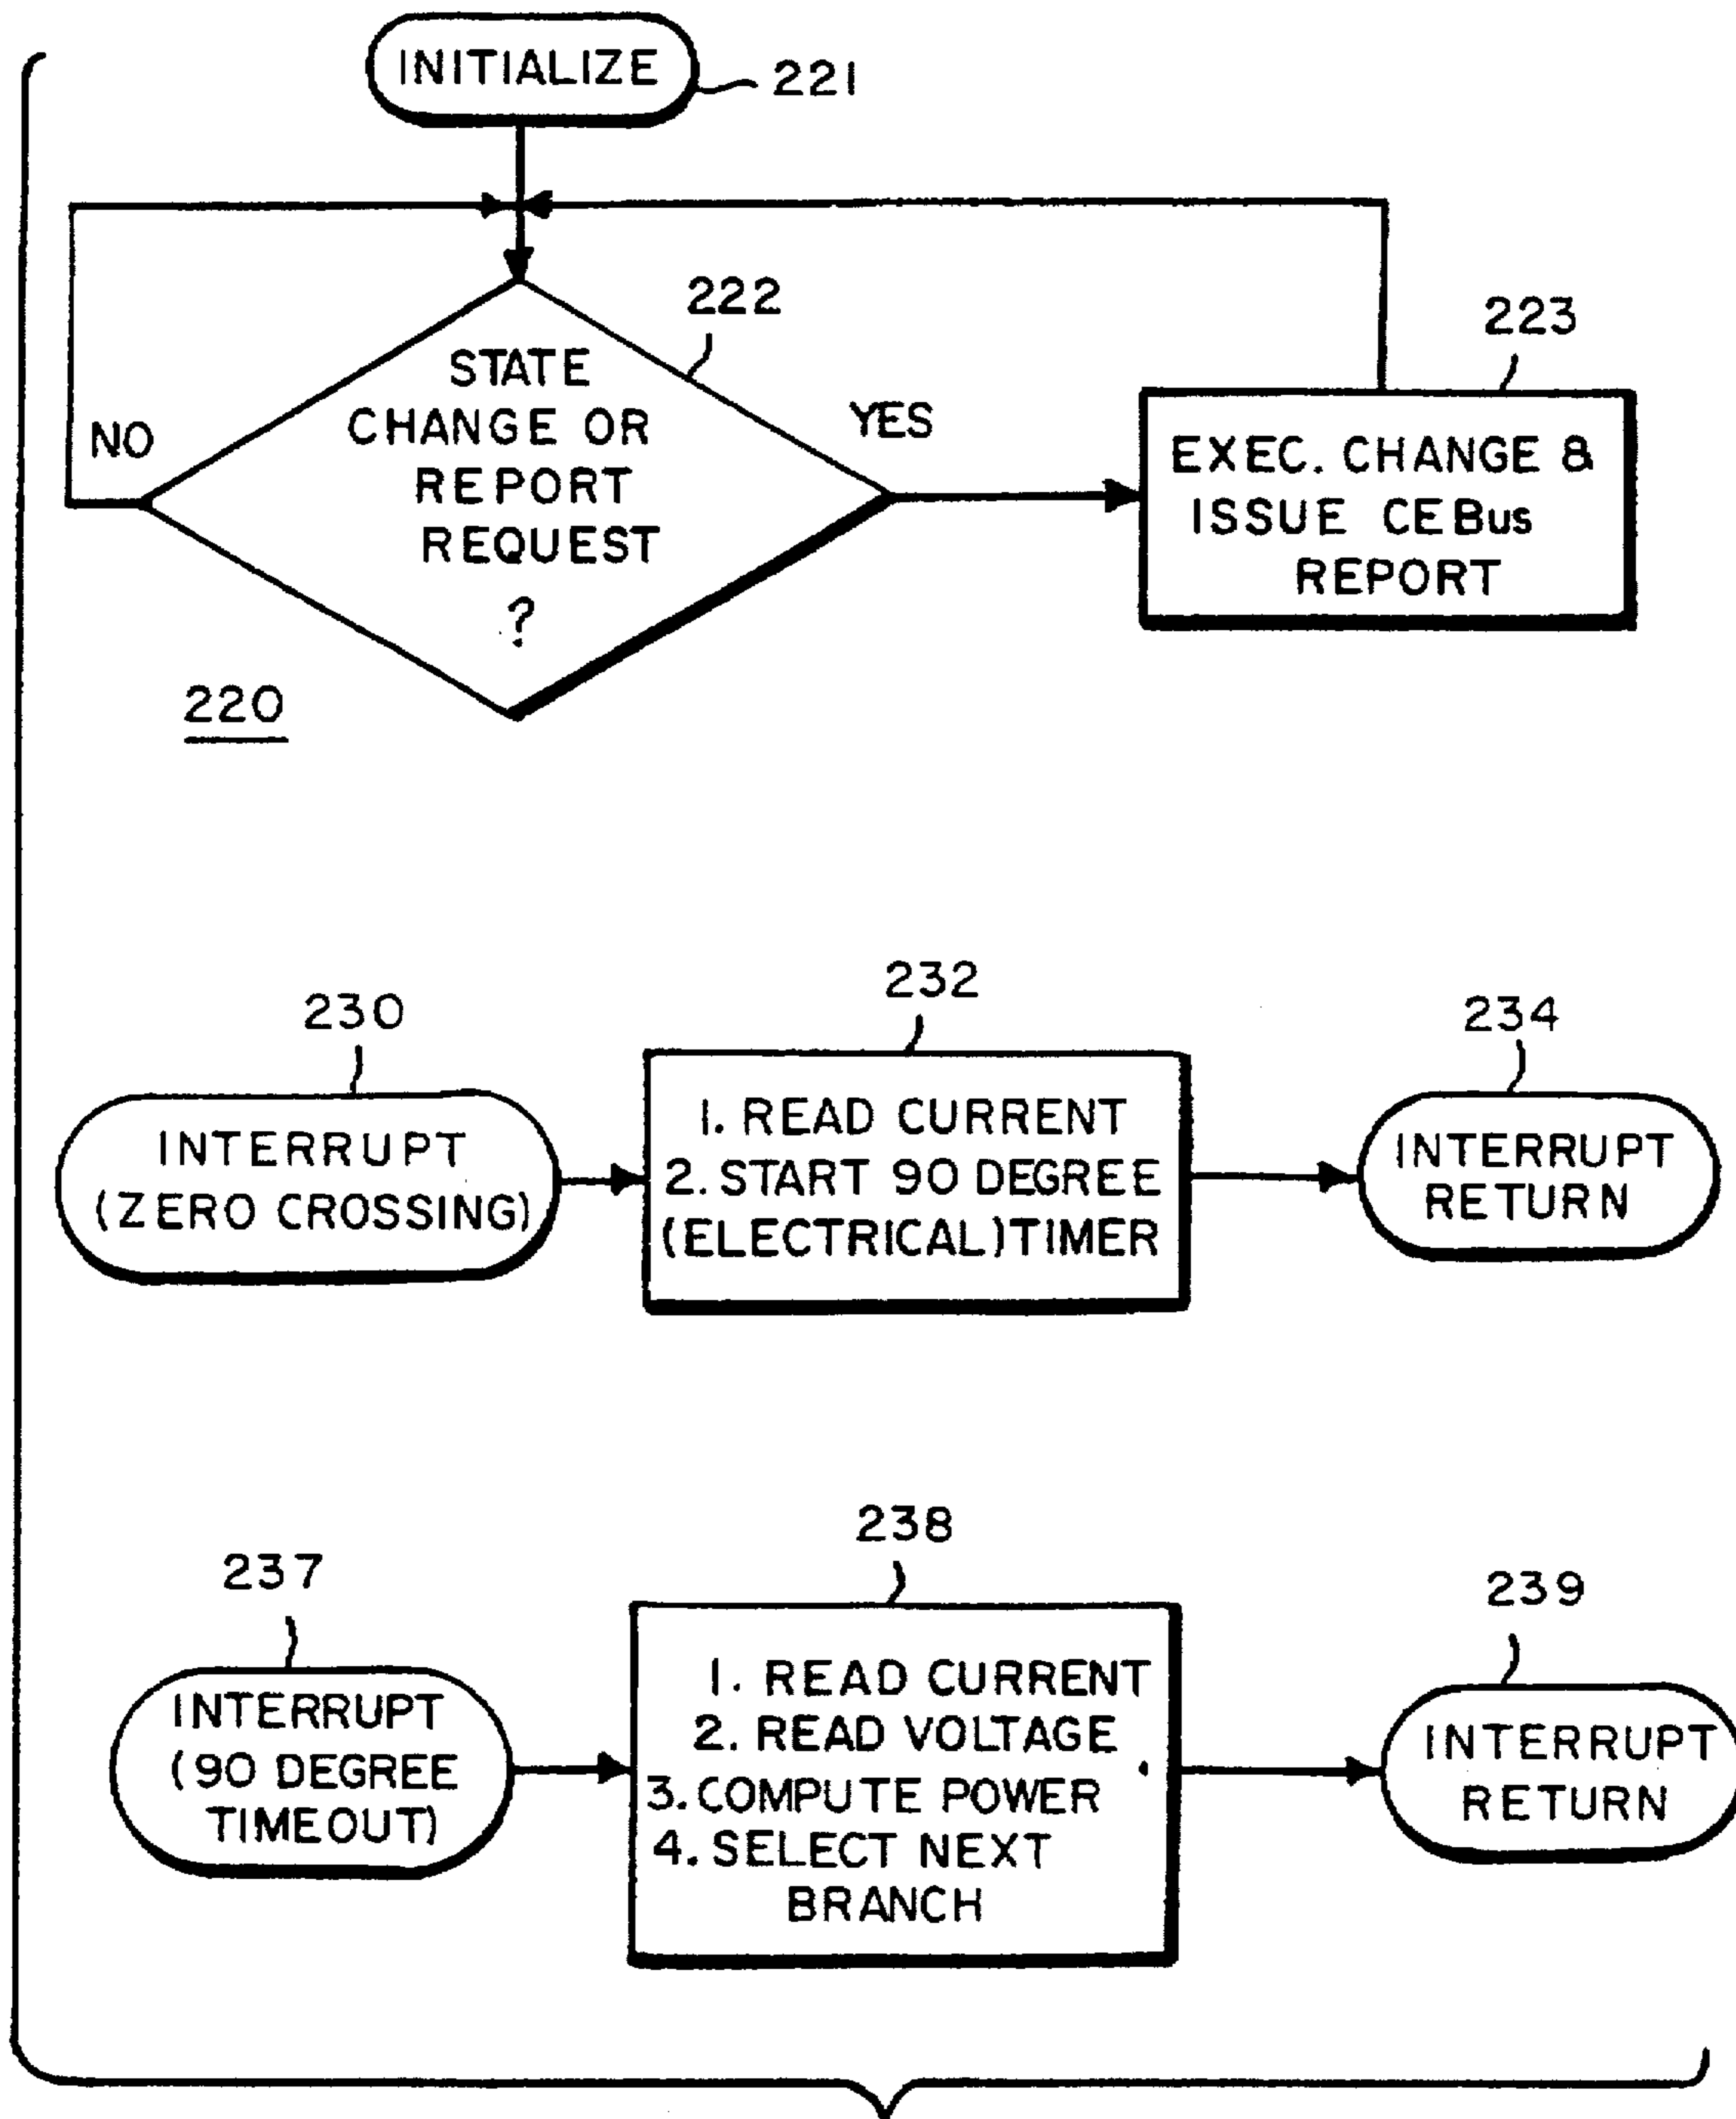 INITIALIZE
221
222
223
STATE
CHANGE OR
REPORT
REQUEST
?
NO
YES
EXEC. CHANGE &
ISSUE CEBus
REPORT
220
230
232
234
INTERRUPT
(ZERO CROSSING)
1. READ CURRENT
2. START 90 DEGREE
(ELECTRICAL) TIMER
INTERRUPT
RETURN
237
238
239
INTERRUPT
(90 DEGREE
TIMEOUT)
1. READ CURRENT
2. READ VOLTAGE
3. COMPUTE POWER
4. SELECT NEXT
BRANCH
INTERRUPT
RETURN